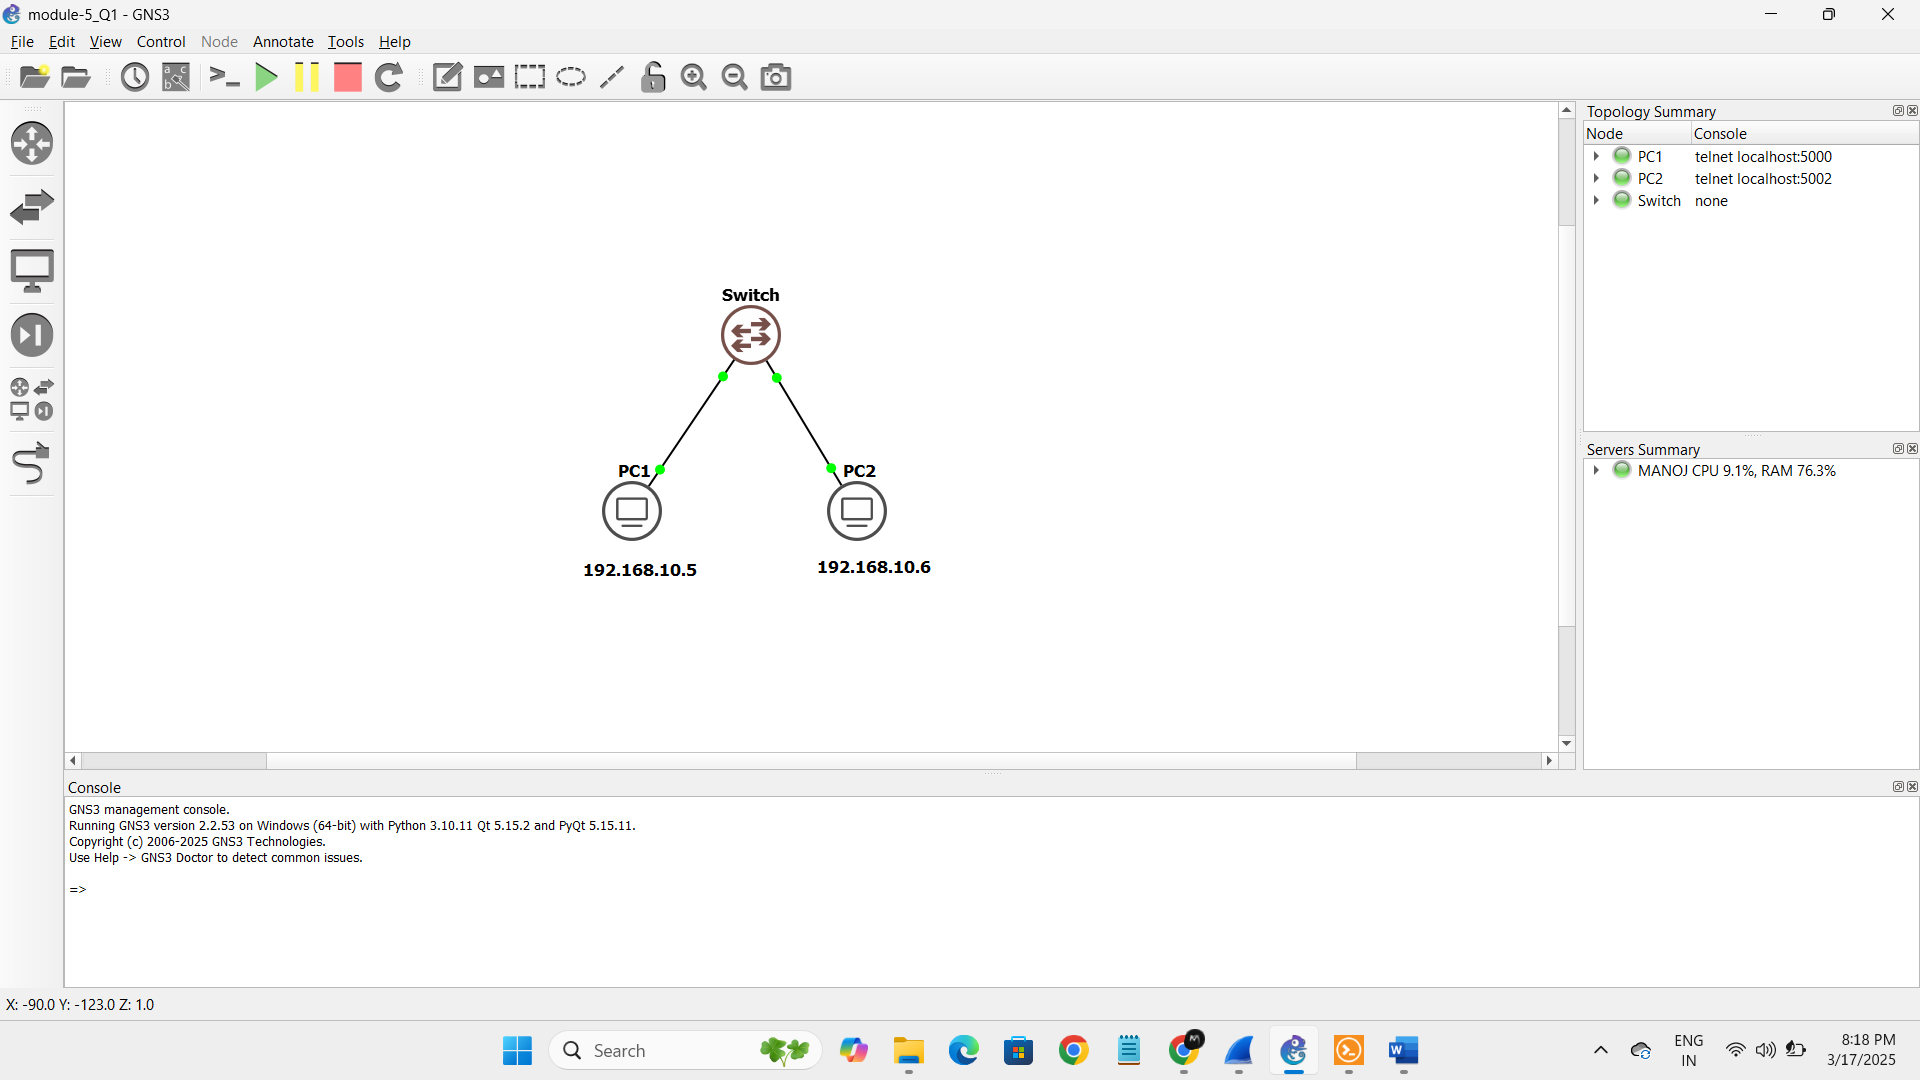 module-5_Q1 - GNS3
File Edit View Control Node Annotate Tools Help
Topology Summary
Node Console
PC1 telnet localhost:5000
PC2 telnet localhost:5002
Switch none
Switch
PC1
PC2
192.168.10.5
192.168.10.6
Servers Summary
MANOJ CPU 9.1%, RAM 76.3%
Console
GNS3 management console.
Running GNS3 version 2.2.53 on Windows (64-bit) with Python 3.10.11 Qt 5.15.2 and PyQt 5.15.11.
Copyright (c) 2006-2025 GNS3 Technologies.
Use Help -> GNS3 Doctor to detect common issues.
=>
X: -90.0 Y: -123.0 Z: 1.0
Search
M
W
ENG
IN
8:18 PM
3/17/2025